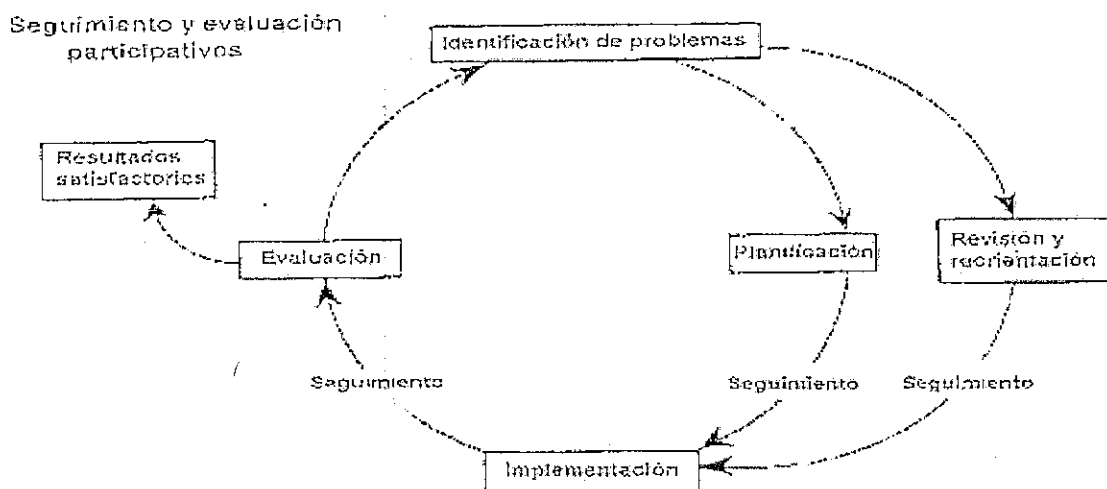 Seguimiento y evaluación
participativos
Identificación de problemas
Resultados
satisfactorios
Evaluación
Planificación
Revisión y
reorientación
Seguimiento
Seguimiento
Seguimiento
Implementación